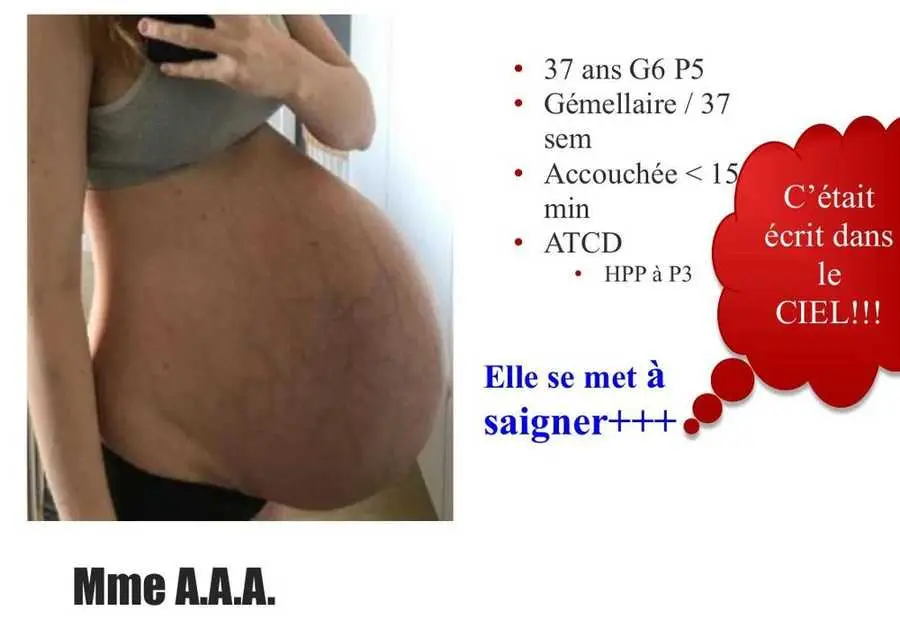 • 37 ans G6 P5
• Gémellaire / 37
sem
• Accouchée < 15
min
• ATCD
• HPP à P3
C’était
écrit dans
le
CIEL!!!
Elle se met à
saigner+++
Mme A.A.A.